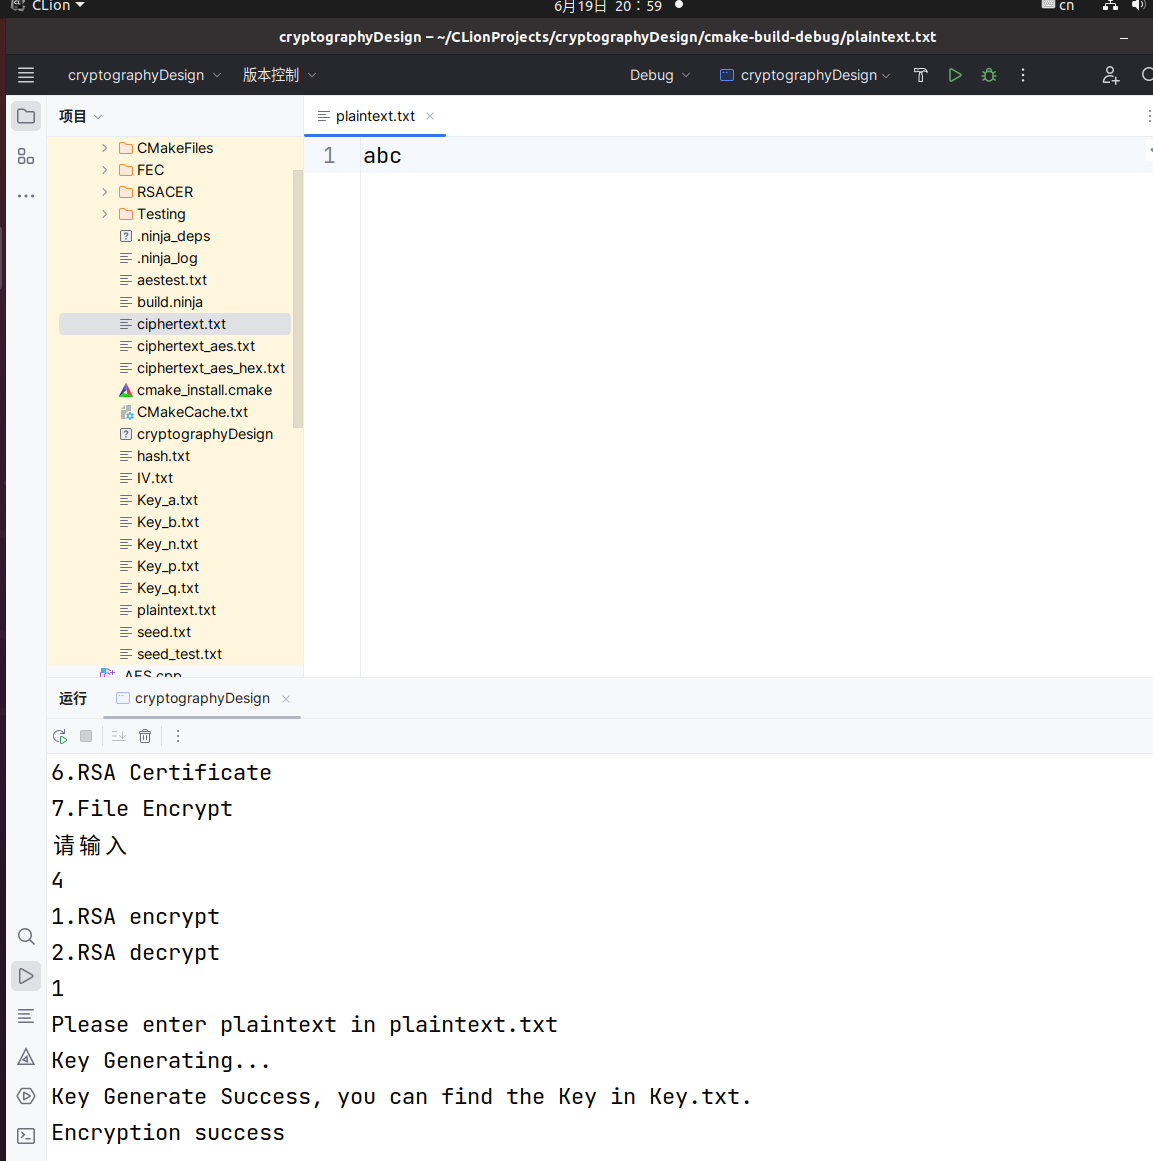 CLion
6月19日 20：59
cn
cryptographyDesign – ~/CLionProjects/cryptographyDesign/cmake-build-debug/plaintext.txt
cryptographyDesign
版本控制
Debug
cryptographyDesign
项目
plaintext.txt
CMakeFiles
FEC
RSACER
Testing
.ninja_deps
.ninja_log
aestest.txt
build.ninja
ciphertext.txt
ciphertext_aes.txt
ciphertext_aes_hex.txt
cmake_install.cmake
CMakeCache.txt
cryptographyDesign
hash.txt
IV.txt
Key_a.txt
Key_b.txt
Key_n.txt
Key_p.txt
Key_q.txt
plaintext.txt
seed.txt
seed_test.txt
AES.cpp
1 abc
运行
cryptographyDesign
6.RSA Certificate
7.File Encrypt
请输入
4
1.RSA encrypt
2.RSA decrypt
1
Please enter plaintext in plaintext.txt
Key Generating...
Key Generate Success, you can find the Key in Key.txt.
Encryption success